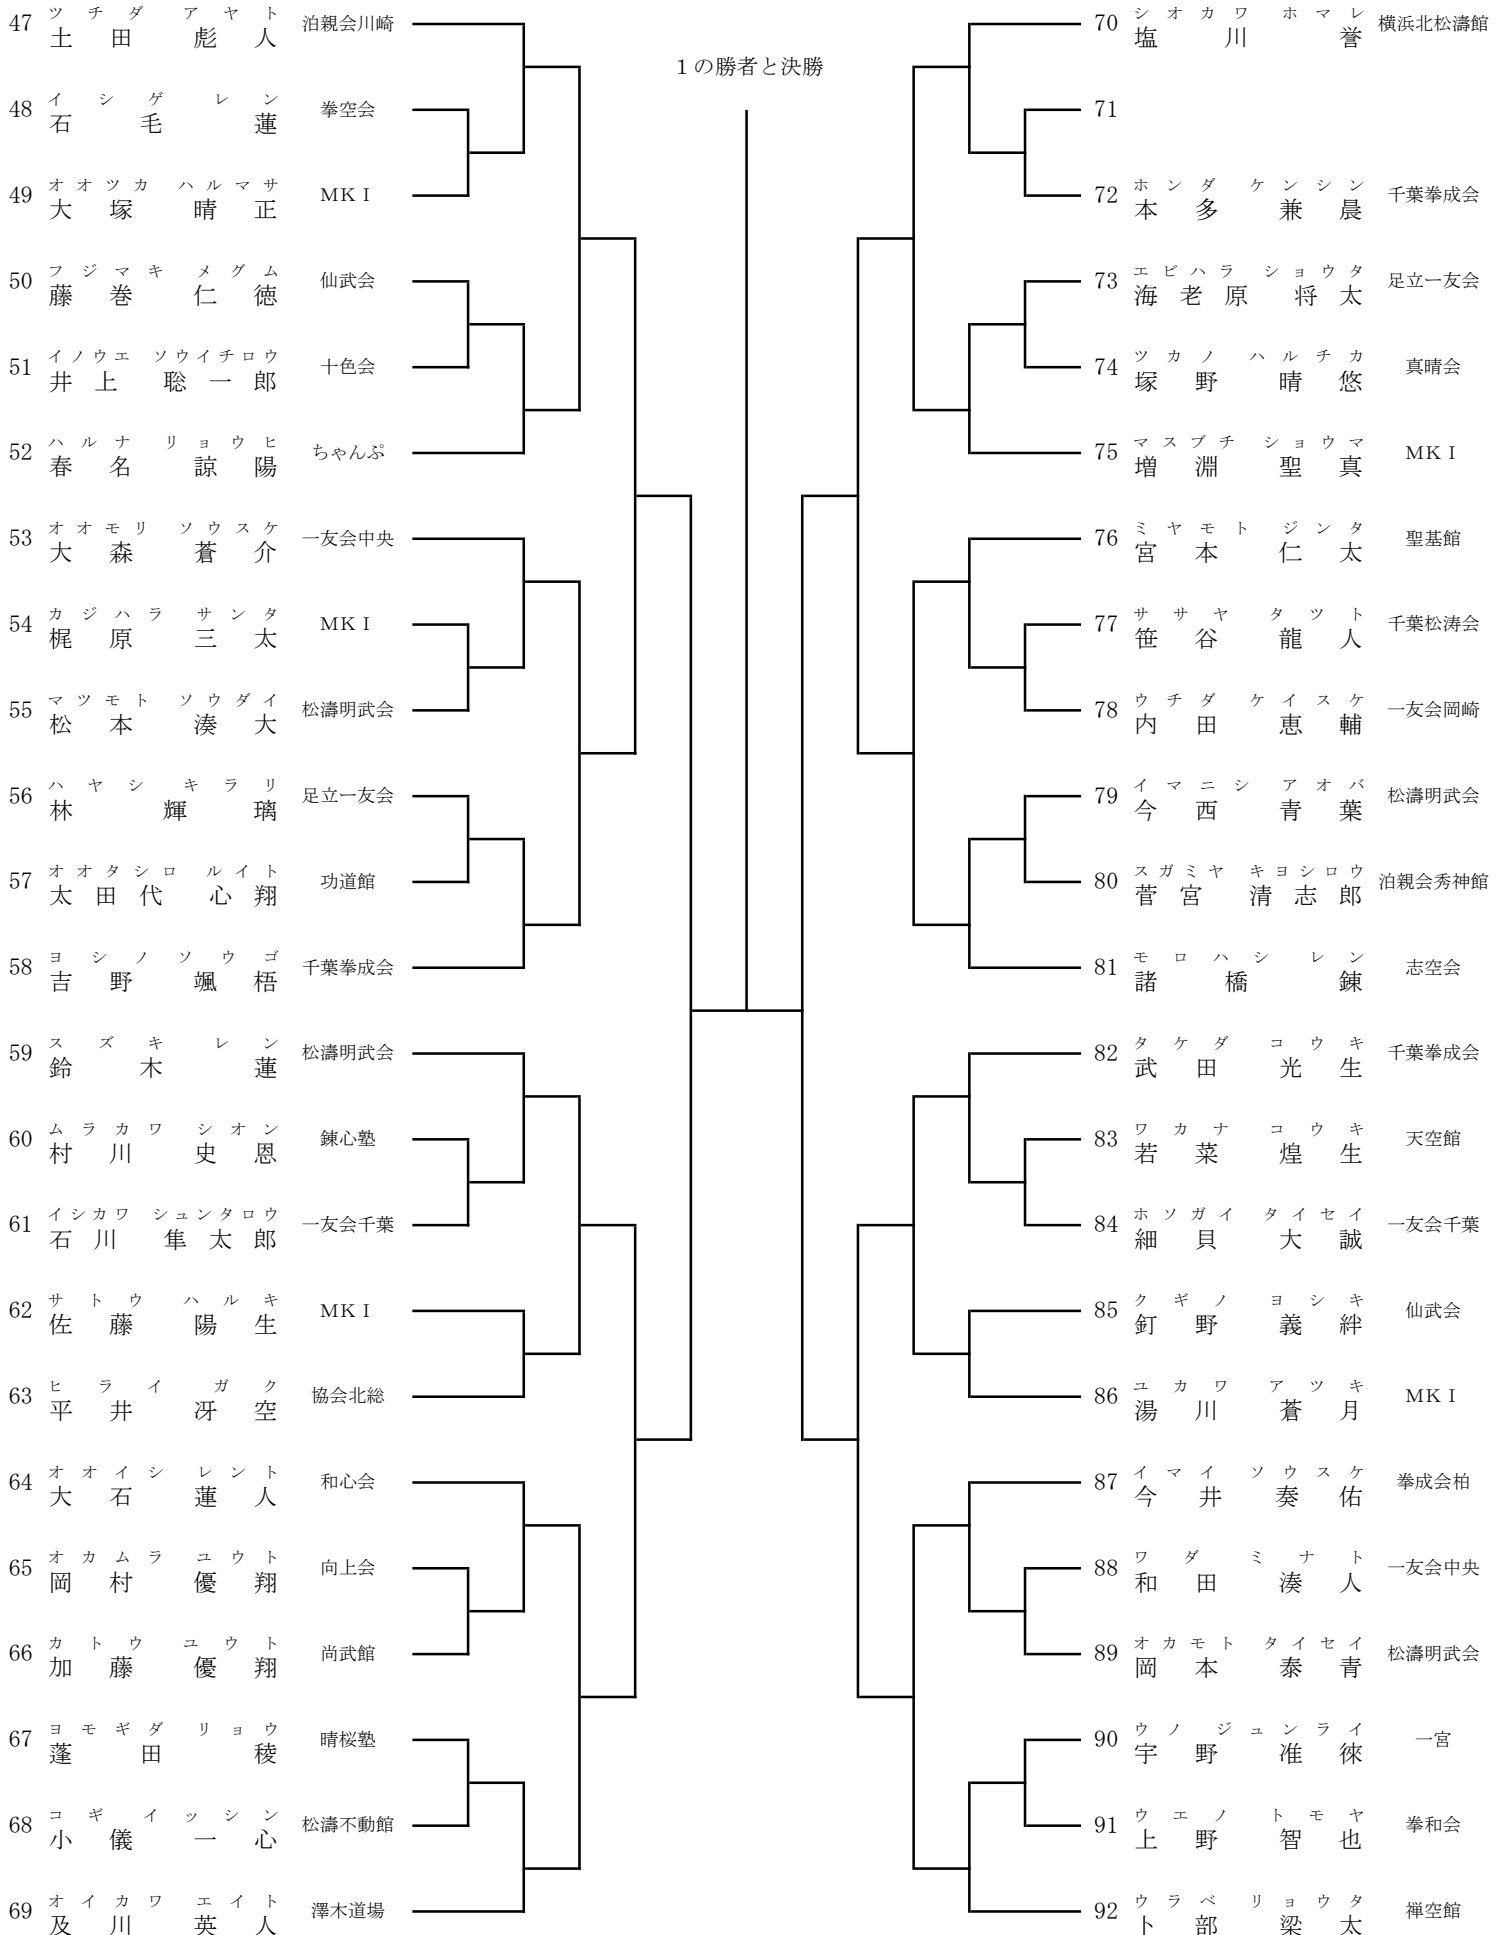 １の勝者と決勝
ツチダ アヤト
47 土田 彪人 泊親会川崎
イシゲ レン
48 石毛 蓮 拳空会
オオツカ ハルマサ
49 大塚 晴正 MKI
フジマキ メグム
50 藤巻 仁徳 仙武会
イノウエ ソウイチロウ
51 井上 聡一郎 十色会
ハルナ リョウヒ
52 春名 諒陽 ちゃんぷ
オオモリ ソウスケ
53 大森 蒼介 一友会中央
カジハラ サンタ
54 梶原 三太 MKI
マツモト ソウダイ
55 松本 湊大 松濤明武会
ハヤシ キラリ
56 林 輝璃 足立一友会
オオタシロ ルイト
57 太田代 心翔 功道館
ヨシノ ソウゴ
58 吉野 颯梧 千葉拳成会
スズキ レン
59 鈴木 蓮 松濤明武会
ムラカワ シオン
60 村川 史恩 錬心塾
イシカワ シュンタロウ
61 石川 隼太郎 一友会千葉
サトウ ハルキ
62 佐藤 陽生 MKI
ヒライ ガク
63 平井 冴空 協会北総
オオイシ レント
64 大石 蓮人 和心会
オカムラ ユウト
65 岡村 優翔 向上会
カトウ ユウト
66 加藤 優翔 尚武館
ヨモギダ リョウ
67 蓬田 稜 晴桜塾
コギ イッシン
68 小儀 一心 松濤不動館
オイカワ エイト
69 及川 英人 澤木道場
シオカワ ホマレ
70 塩川 誉 横浜北松濤館
71
ホンダ ケンシン
72 本多 兼晨 千葉拳成会
エビハラ ショウタ
73 海老原 将太 足立一友会
ツカノ ハルチカ
74 塚野 晴悠 真晴会
マスブチ ショウマ
75 増淵 聖真 MKI
ミヤモト ジンタ
76 宮本 仁太 聖基館
ササヤ タツト
77 笹谷 龍人 千葉松涛会
ウチダ ケイスケ
78 内田 恵輔 一友会岡崎
イマニシ アオバ
79 今西 青葉 松濤明武会
スガミヤ キヨシロウ
80 菅宮 清志郎 泊親会秀神館
モロハシ レン
81 諸橋 錬 志空会
タケダ コウキ
82 武田 光生 千葉拳成会
ワカナ コウキ
83 若菜 煌生 天空館
ホソガイ タイセイ
84 細貝 大誠 一友会千葉
クギノ ヨシキ
85 釘野 義絆 仙武会
ユカワ アツキ
86 湯川 蒼月 MKI
イマイ ソウスケ
87 今井 奏佑 拳成会柏
ワダ ミナト
88 和田 湊人 一友会中央
オカモト タイセイ
89 岡本 泰青 松濤明武会
ウノ ジュンライ
90 宇野 准徠 一宮
ウエノ トモヤ
91 上野 智也 拳和会
ウラベ リョウタ
92 卜部 梁太 禅空館